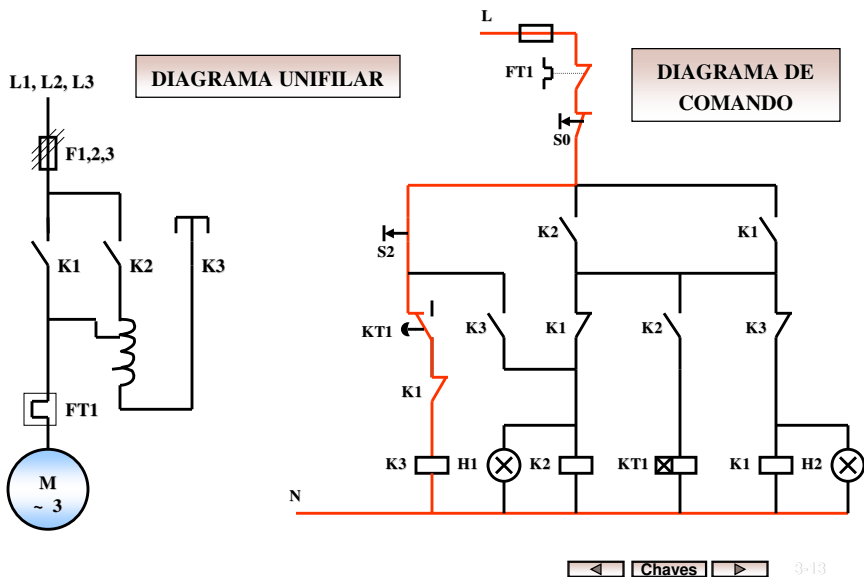 L
DIAGRAMA UNIFILAR
DIAGRAMA DE
COMANDO
L1, L2, L3
FT1
F1,2,3
S0
K1
K2
K3
S2
K2
K1
KT1
K3
K1
K2
K3
K1
FT1
M
~ 3
K3
H1
K2
KT1
K1
H2
N
Chaves
3-13